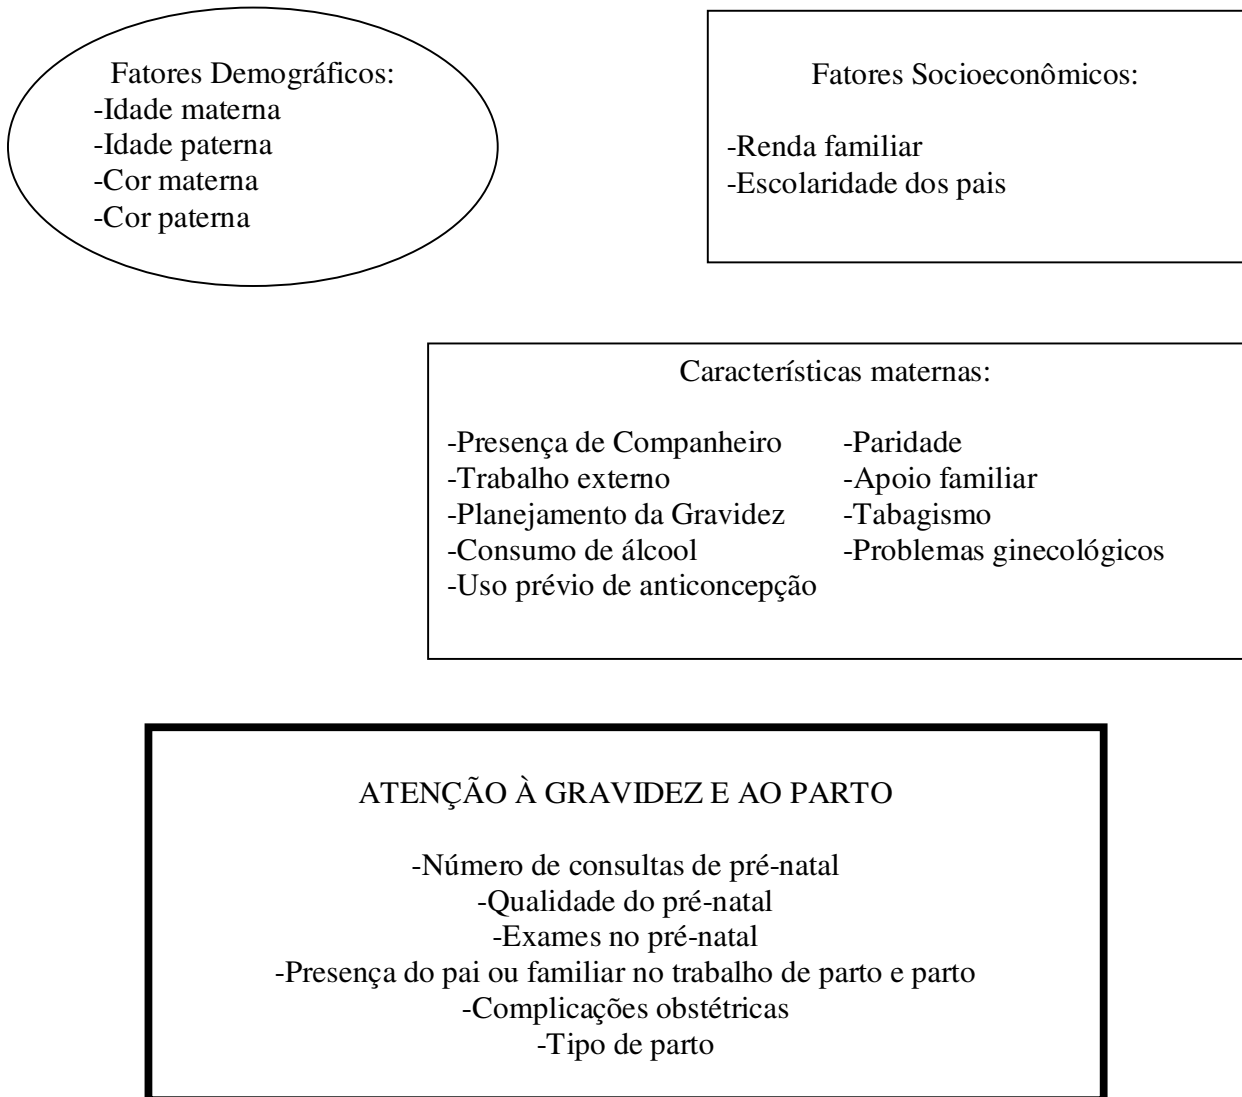 Fatores Demográficos:
-Idade materna
-Idade paterna
-Cor materna
-Cor paterna
Fatores Socioeconômicos:
-Renda familiar
-Escolaridade dos pais
Características maternas:
-Presença de Companheiro
-Trabalho externo
-Planejamento da Gravidez
-Consumo de álcool
-Uso prévio de anticoncepção
-Paridade
-Apoio familiar
-Tabagismo
-Problemas ginecológicos
ATENÇÃO À GRAVIDEZ E AO PARTO
-Número de consultas de pré-natal
-Qualidade do pré-natal
-Exames no pré-natal
-Presença do pai ou familiar no trabalho de parto e parto
-Complicações obstétricas
-Tipo de parto